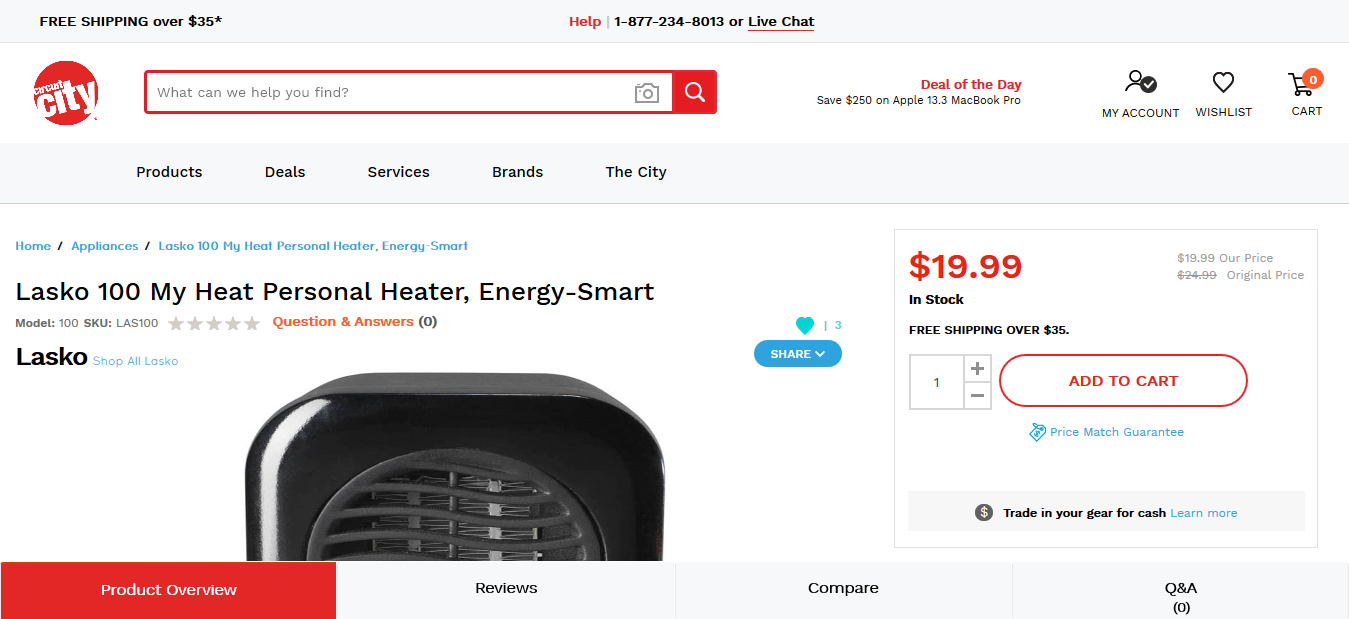 FREE SHIPPING over $35*
Help | 1-877-234-8013 or Live Chat
circuit
city
What can we help you find?
Deal of the Day
Save $250 on Apple 13.3 MacBook Pro
MY ACCOUNT
WISHLIST
0
CART
Products
Deals
Services
Brands
The City
Home / Appliances / Lasko 100 My Heat Personal Heater, Energy-Smart
Lasko 100 My Heat Personal Heater, Energy-Smart
Model: 100 SKU: LAS100
Question & Answers (0)
| 3
Lasko Shop All Lasko
SHARE
$19.99
$19.99 Our Price
$24.99 Original Price
In Stock
FREE SHIPPING OVER $35.
1
+
−
ADD TO CART
Price Match Guarantee
$ Trade in your gear for cash Learn more
Product Overview
Reviews
Compare
Q&A
(0)